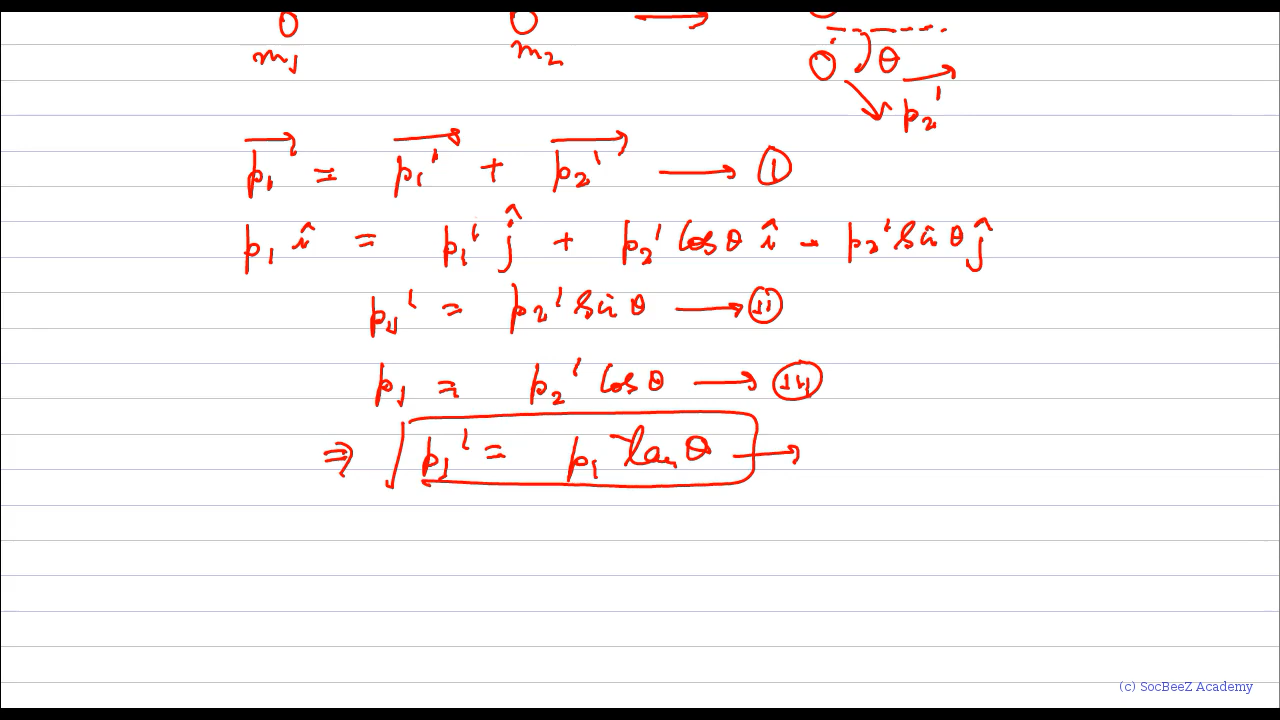 m₁ m₂ θ
p₂'
p₁ = p₁' + p₂' → (i)
p₁ î = p₁' ĵ + p₂' cos θ î - p₂' sin θ ĵ
p₁' = p₂' sin θ → (ii)
p₁ = p₂' cos θ → (iii)
⇒ p₁' = p₁ tan θ →
(c) SocBeeZ Academy